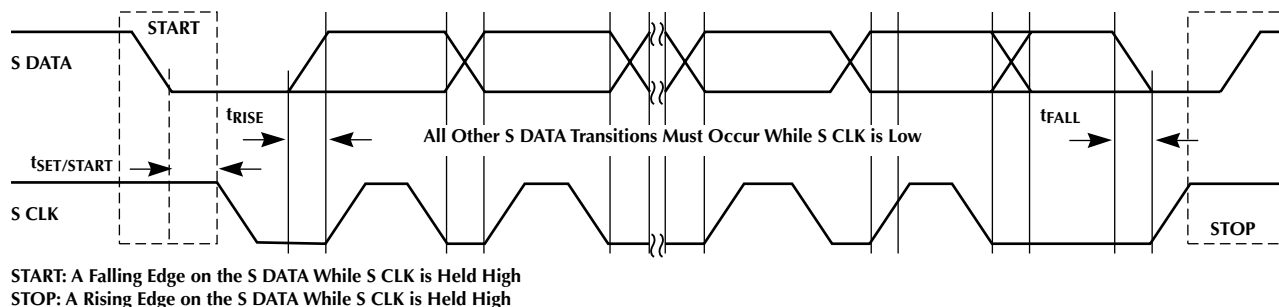 START
S DATA
tRISE
All Other S DATA Transitions Must Occur While S CLK is Low
tFALL
tSET/START
S CLK
STOP
START: A Falling Edge on the S DATA While S CLK is Held High
STOP: A Rising Edge on the S DATA While S CLK is Held High